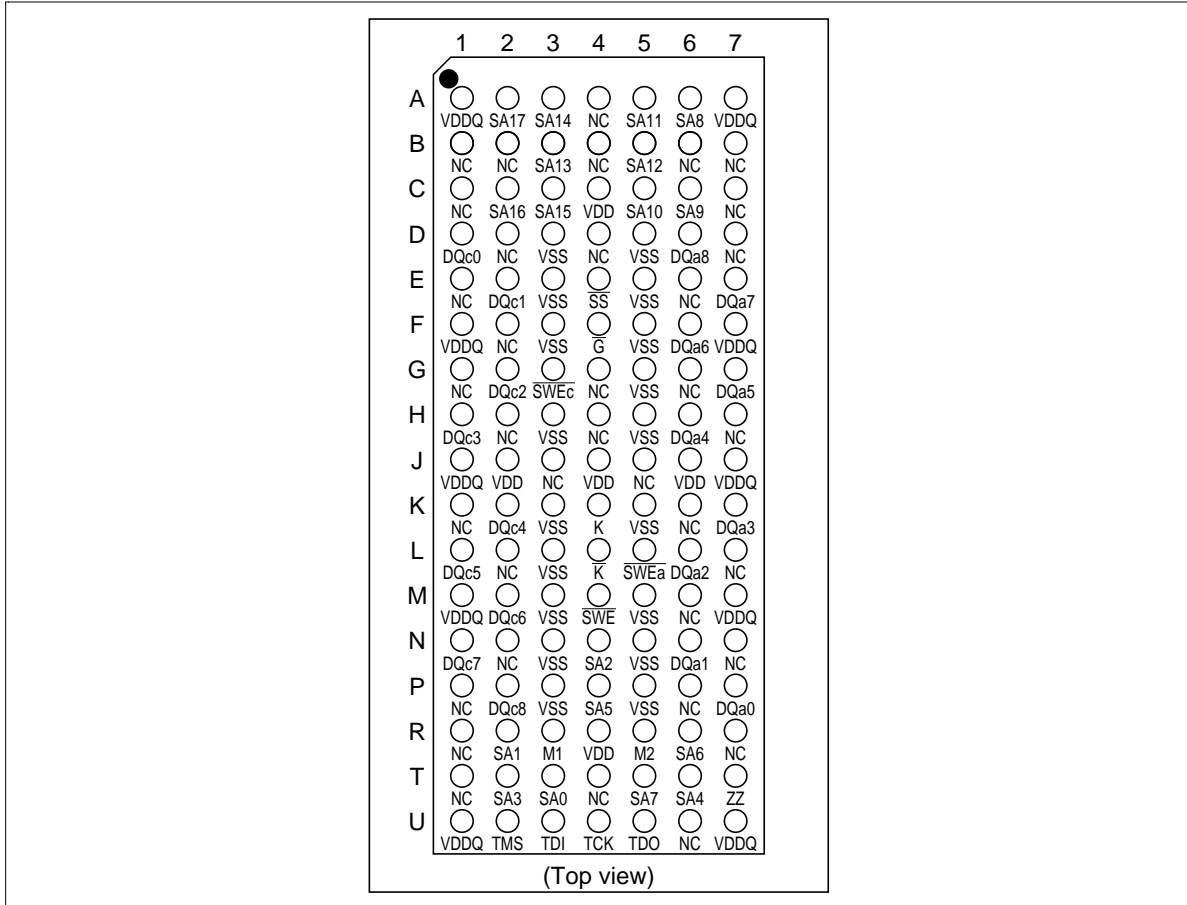 1 2 3 4 5 6 7
A
VDDQ SA17 SA14 NC SA11 SA8 VDDQ
B
NC NC SA13 NC SA12 NC NC
C
NC SA16 SA15 VDD SA10 SA9 NC
D
DQc0 NC VSS NC VSS DQa8 NC
E
NC DQc1 VSS S̅S̅ VSS NC DQa7
F
VDDQ NC VSS G̅ VSS DQa6 VDDQ
G
NC DQc2 S̅W̅E̅c̅ NC VSS NC DQa5
H
DQc3 NC VSS NC VSS DQa4 NC
J
VDDQ VDD NC VDD NC VDD VDDQ
K
NC DQc4 VSS K VSS NC DQa3
L
DQc5 NC VSS K̅ S̅W̅E̅a̅ DQa2 NC
M
VDDQ DQc6 VSS S̅W̅E̅ VSS NC VDDQ
N
DQc7 NC VSS SA2 VSS DQa1 NC
P
NC DQc8 VSS SA5 VSS NC DQa0
R
NC SA1 M1 VDD M2 SA6 NC
T
NC SA3 SA0 NC SA7 SA4 ZZ
U
VDDQ TMS TDI TCK TDO NC VDDQ
(Top view)